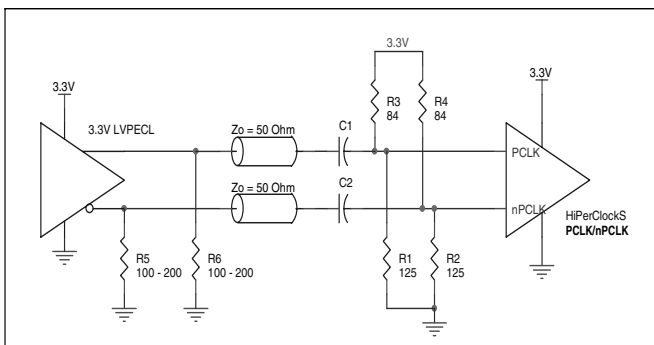 3.3V
3.3V
3.3V
R3
84
R4
84
3.3V LVPECL
Zo = 50 Ohm
C1
PCLK
Zo = 50 Ohm
C2
nPCLK
HiPerClockS
PCLK/nPCLK
R5
100 - 200
R6
100 - 200
R1
125
R2
125